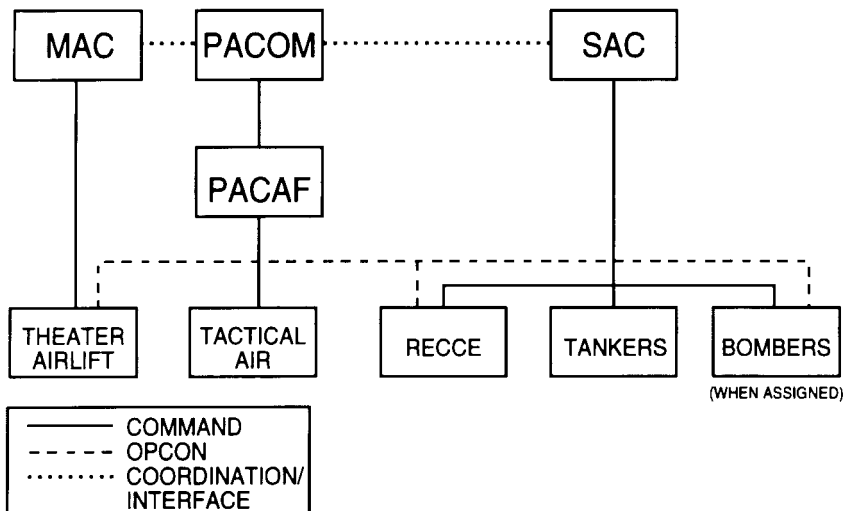 MAC
PACOM
SAC
PACAF
THEATER
AIRLIFT
TACTICAL
AIR
RECCE
TANKERS
BOMBERS
(WHEN ASSIGNED)
COMMAND
OPCON
COORDINATION/
INTERFACE